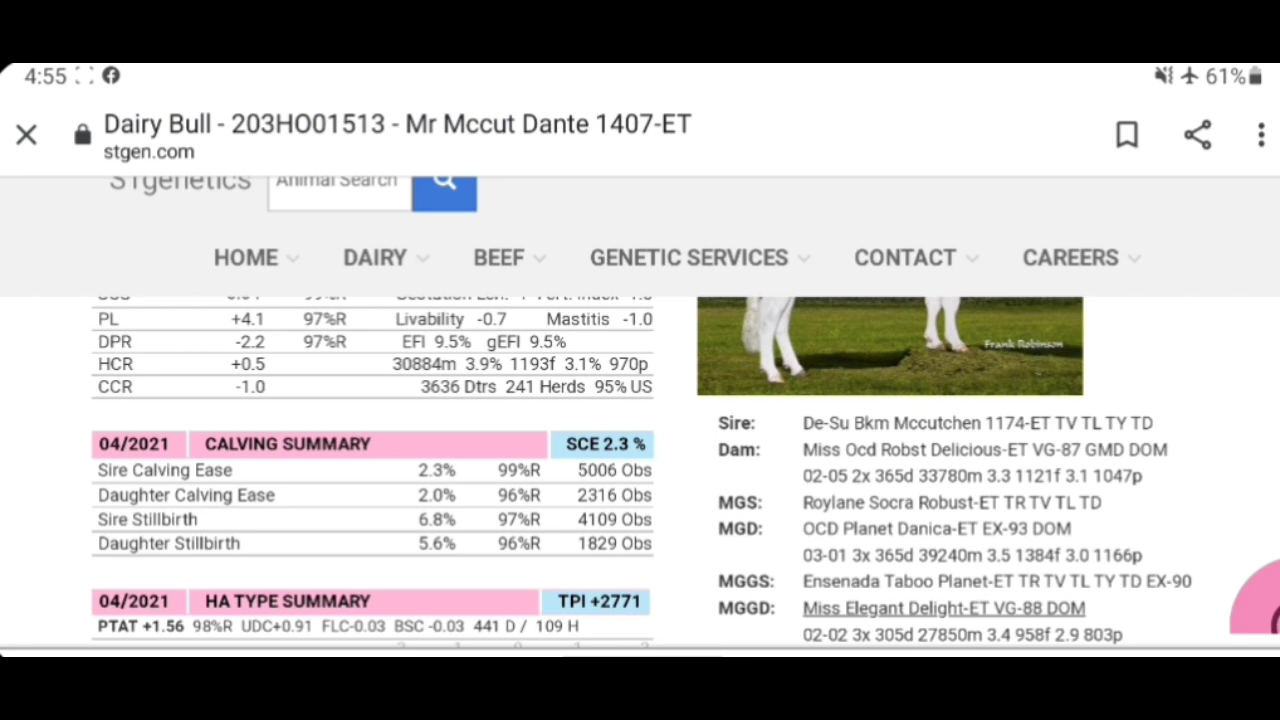 4:55 61%
Dairy Bull - 203HO01513 - Mr Mccut Dante 1407-ET
stgen.com
STgenetics Animal Search
HOME DAIRY BEEF GENETIC SERVICES CONTACT CAREERS
PL +4.1 97%R Livability -0.7 Mastitis -1.0
DPR -2.2 97%R EFI 9.5% gEFI 9.5%
HCR +0.5 30884m 3.9% 1193f 3.1% 970p
CCR -1.0 3636 Dtrs 241 Herds 95% US
04/2021 CALVING SUMMARY SCE 2.3 %
Sire Calving Ease 2.3% 99%R 5006 Obs
Daughter Calving Ease 2.0% 96%R 2316 Obs
Sire Stillbirth 6.8% 97%R 4109 Obs
Daughter Stillbirth 5.6% 96%R 1829 Obs
04/2021 HA TYPE SUMMARY TPI +2771
PTAT +1.56 98%R UDC+0.91 FLC-0.03 BSC -0.03 441 D / 109 H
Frank Robinson
Sire: De-Su Bkm Mccutchen 1174-ET TV TL TY TD
Dam: Miss Ocd Robst Delicious-ET VG-87 GMD DOM
02-05 2x 365d 33780m 3.3 1121f 3.1 1047p
MGS: Roylane Socra Robust-ET TR TV TL TD
MGD: OCD Planet Danica-ET EX-93 DOM
03-01 3x 365d 39240m 3.5 1384f 3.0 1166p
MGGS: Ensenada Taboo Planet-ET TR TV TL TY TD EX-90
MGGD: Miss Elegant Delight-ET VG-88 DOM
02-02 3x 305d 27850m 3.4 958f 2.9 803p